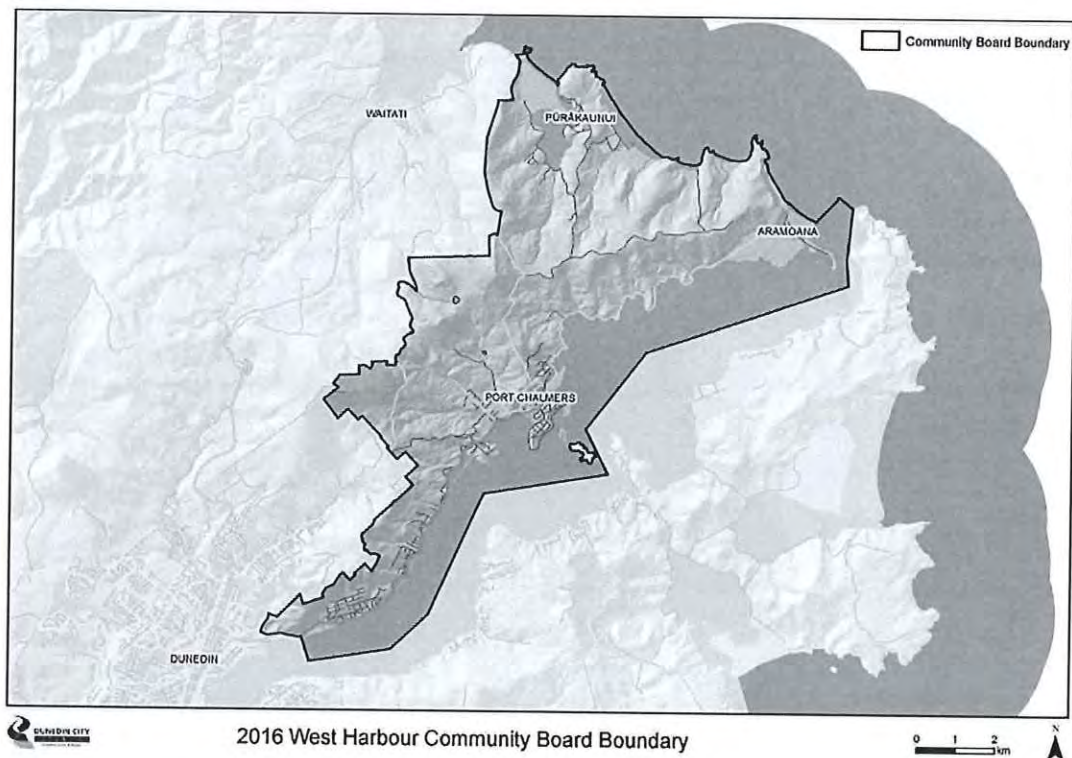 Community Board Boundary
WAITATI
PŪRĀKAUNUI
ARAMOANA
PORT CHALMERS
DUNEDIN
DUNEDIN CITY
2016 West Harbour Community Board Boundary
0 1 2
km
N